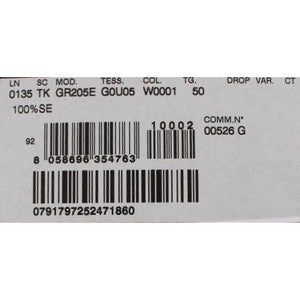 LN SC MOD. TESS. COL. TG. DROP VAR. CT
0135 TK GR205E G0U05 W0001 50
100%SE
COMM.N°
10002
00526 G
92
8 058696 354763
0791797252471860